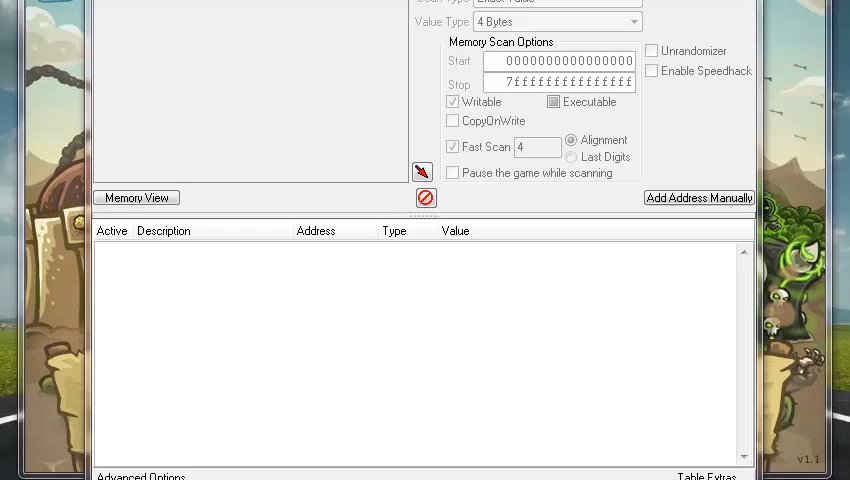 Value Type 4 Bytes
Memory Scan Options
Start 0000000000000000
Unrandomizer
Stop 7fffffffffffffff
Enable Speedhack
Writable Executable
CopyOnWrite
Fast Scan 4 Alignment
Last Digits
Pause the game while scanning
Memory View Add Address Manually
Active Description Address Type Value
v1.1
Advanced Options Table Extras